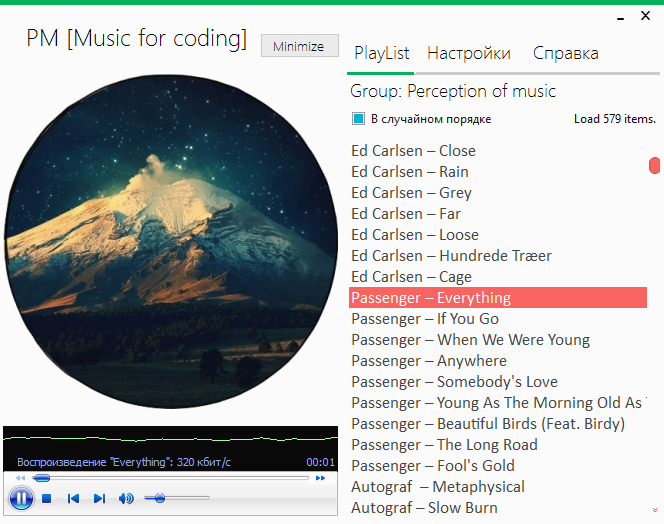 PM [Music for coding]
Minimize
PlayList Настройки Справка
Group: Perception of music
В случайном порядке Load 579 items.
Ed Carlsen – Close
Ed Carlsen – Rain
Ed Carlsen – Grey
Ed Carlsen – Far
Ed Carlsen – Loose
Ed Carlsen – Hundrede Træer
Ed Carlsen – Cage
Passenger – Everything
Passenger – If You Go
Passenger – When We Were Young
Passenger – Anywhere
Passenger – Somebody's Love
Passenger – Young As The Morning Old As
Passenger – Beautiful Birds (Feat. Birdy)
Passenger – The Long Road
Passenger – Fool's Gold
Autograf – Metaphysical
Autograf – Slow Burn
Воспроизведение "Everything": 320 кбит/с 00:01